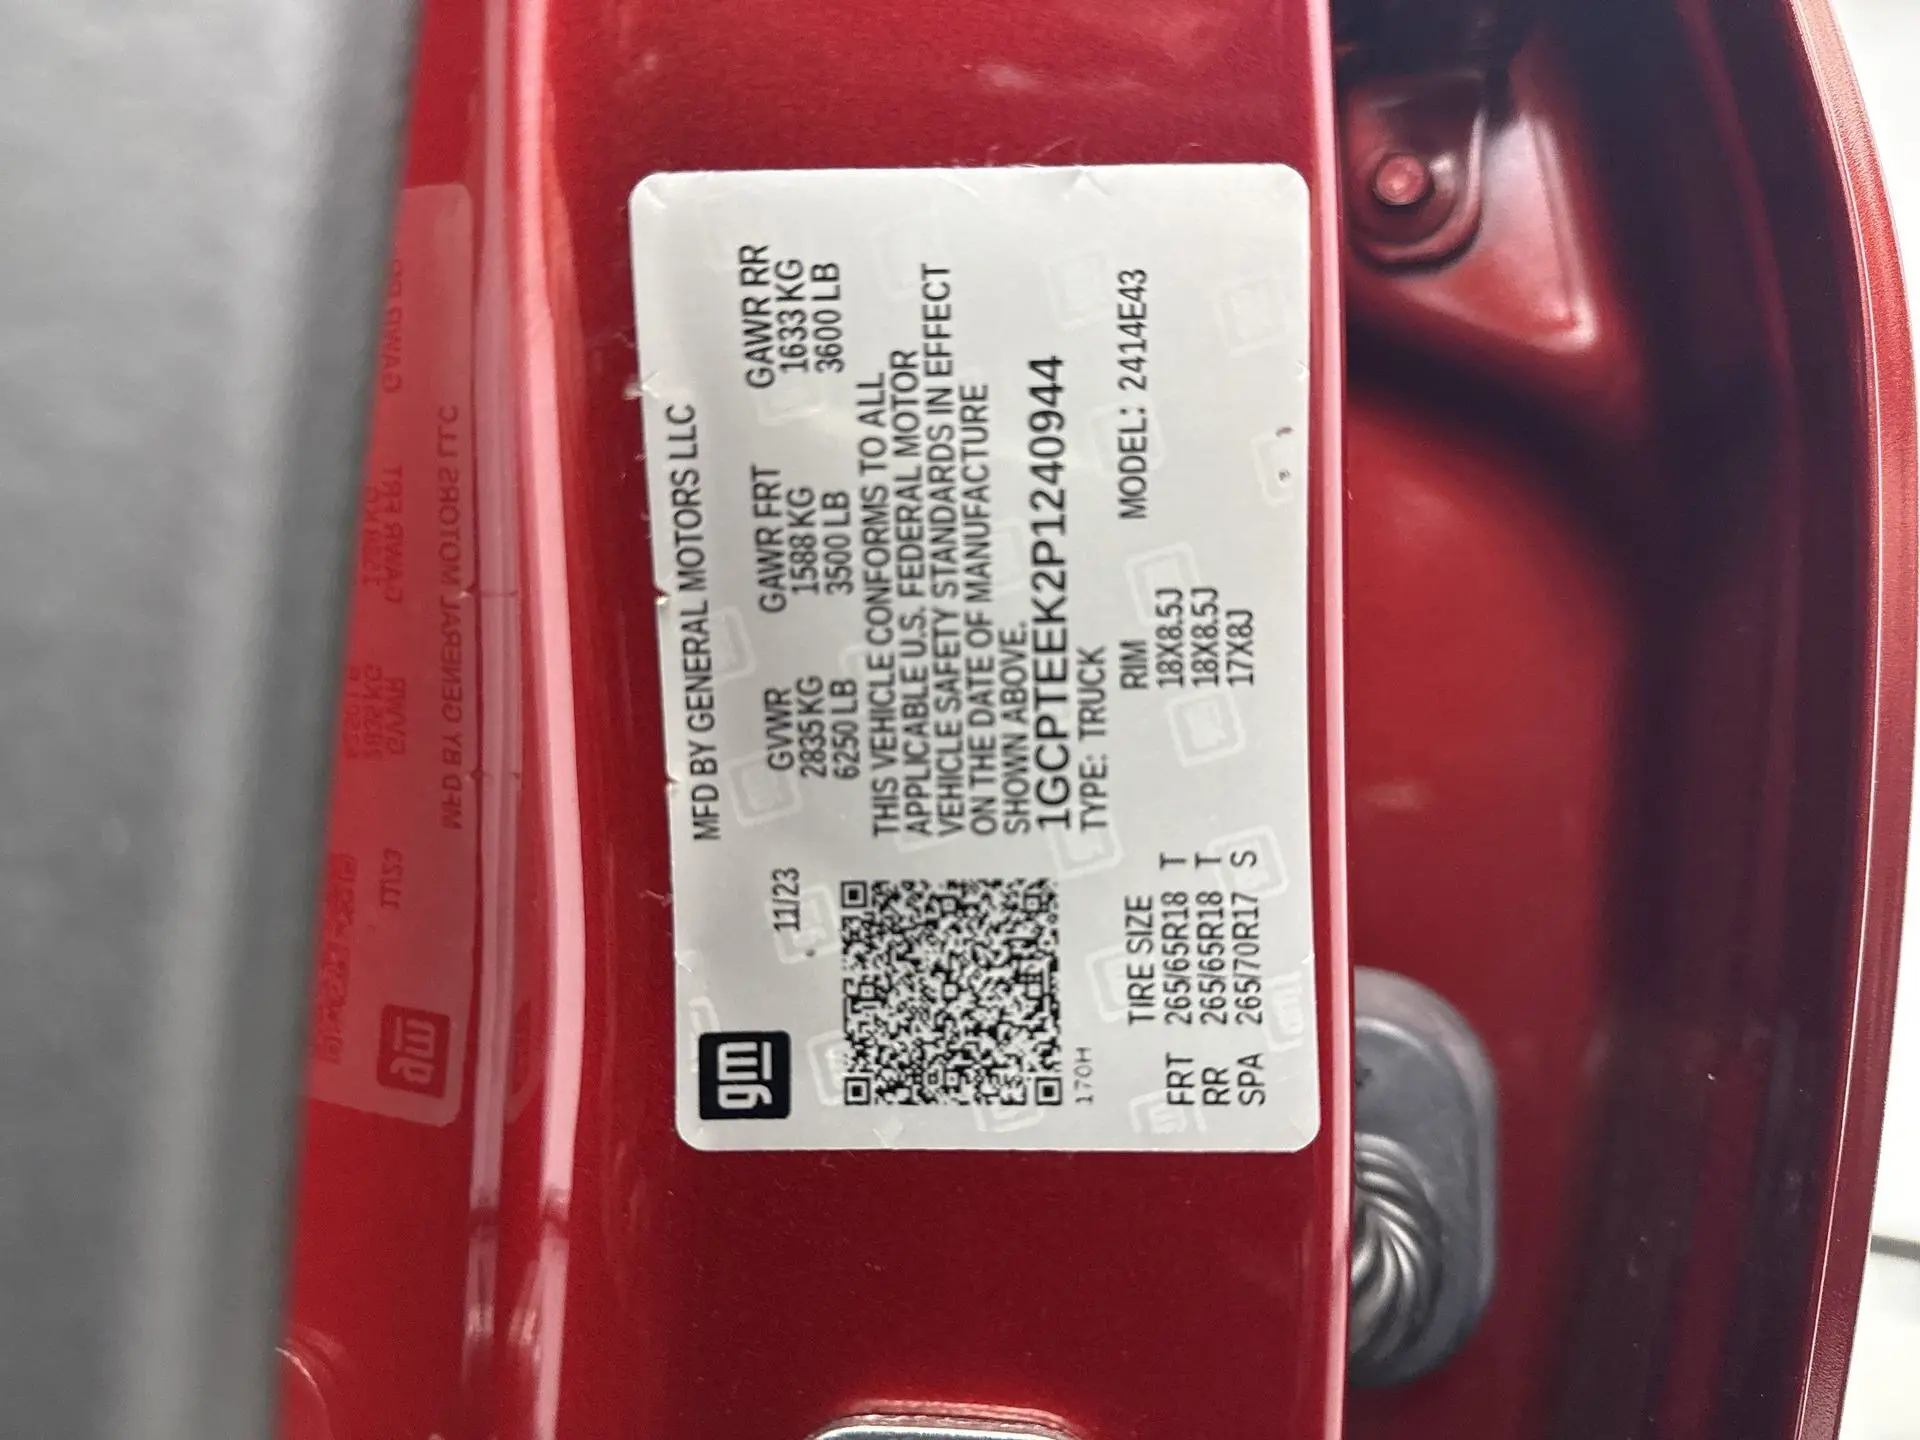 gm
MFD BY GENERAL MOTORS LLC
11/23
GVWR GAWR FRT GAWR RR
2835 KG 1588 KG 1633 KG
6250 LB 3500 LB 3600 LB
THIS VEHICLE CONFORMS TO ALL
APPLICABLE U.S. FEDERAL MOTOR
VEHICLE SAFETY STANDARDS IN EFFECT
ON THE DATE OF MANUFACTURE
SHOWN ABOVE.
1GCPTEEK2P1240944
TYPE: TRUCK
170H
MODEL: 2414E43
TIRE SIZE RIM
FRT 265/65R18 T 18X8.5J
RR 265/65R18 T 18X8.5J
SPA 265/70R17 S 17X8J